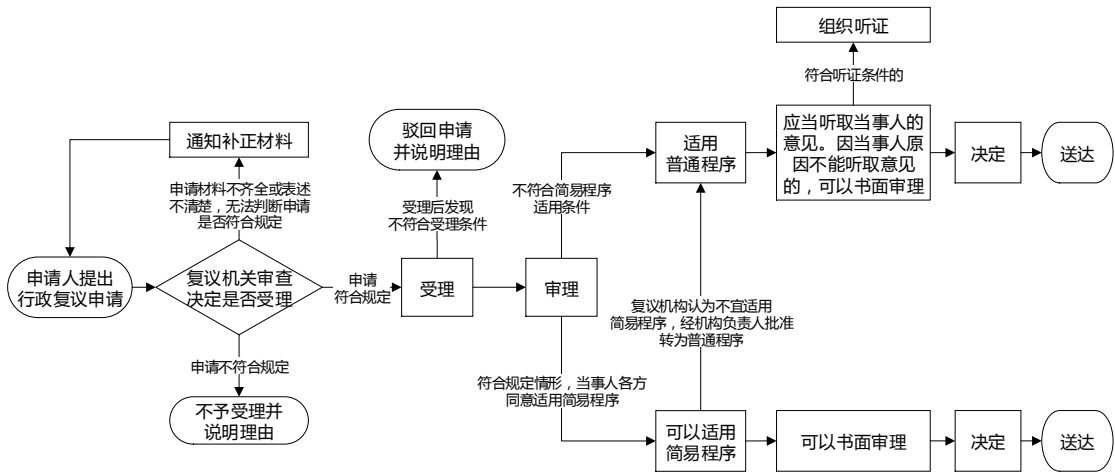 组织听证
符合听证条件的
通知补正材料
驳回申请
并说明理由
适用
普通程序
应当听取当事人的
意见。因当事人原
因不能听取意见
的，可以书面审理
决定
送达
申请材料不齐全或表述
不清楚，无法判断申请
是否符合规定
受理后发现
不符合受理条件
不符合简易程序
适用条件
申请人提出
行政复议申请
复议机关审查
决定是否受理
申请
符合规定
受理
审理
复议机构认为不宜适用
简易程序，经机构负责人批准
转为普通程序
申请不符合规定
不予受理并
说明理由
符合规定情形，当事人各方
同意适用简易程序
可以适用
简易程序
可以书面审理
决定
送达